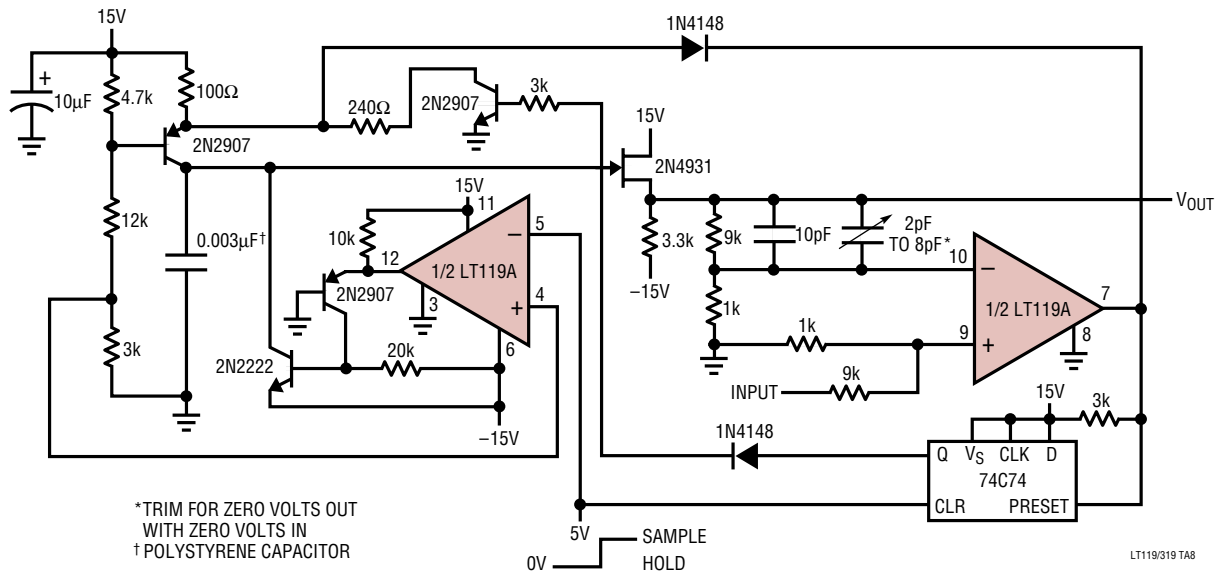 15V
1N4148
+
10µF
4.7k
100Ω
240Ω
2N2907
3k
15V
2N2907
2N4931
15V
11
VOUT
12k
0.003µF†
10k
12
1/2 LT119A
−
5
+
4
3
6
3.3k
−15V
9k
10pF
2pF
TO 8pF*
10
−
1/2 LT119A
7
9
+
8
2N2907
1k
1k
3k
2N2222
20k
−15V
INPUT
9k
1N4148
15V
3k
Q VS CLK D
74C74
CLR PRESET
5V
0V
SAMPLE
HOLD
*TRIM FOR ZERO VOLTS OUT
WITH ZERO VOLTS IN
† POLYSTYRENE CAPACITOR
LT119/319 TA8